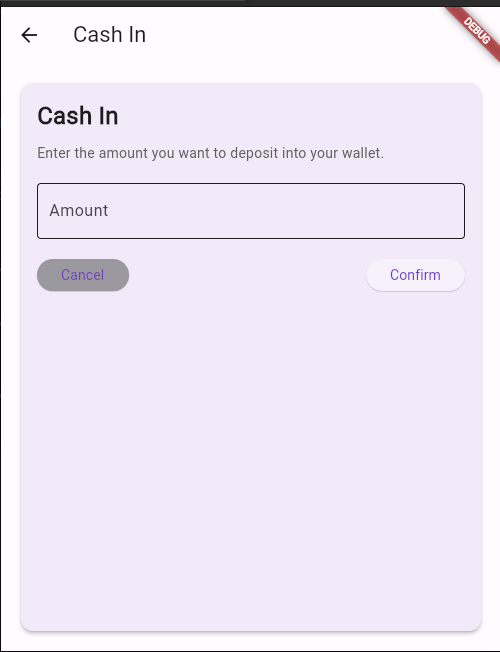 Cash In
DEBUG
Cash In
Enter the amount you want to deposit into your wallet.
Amount
Cancel
Confirm